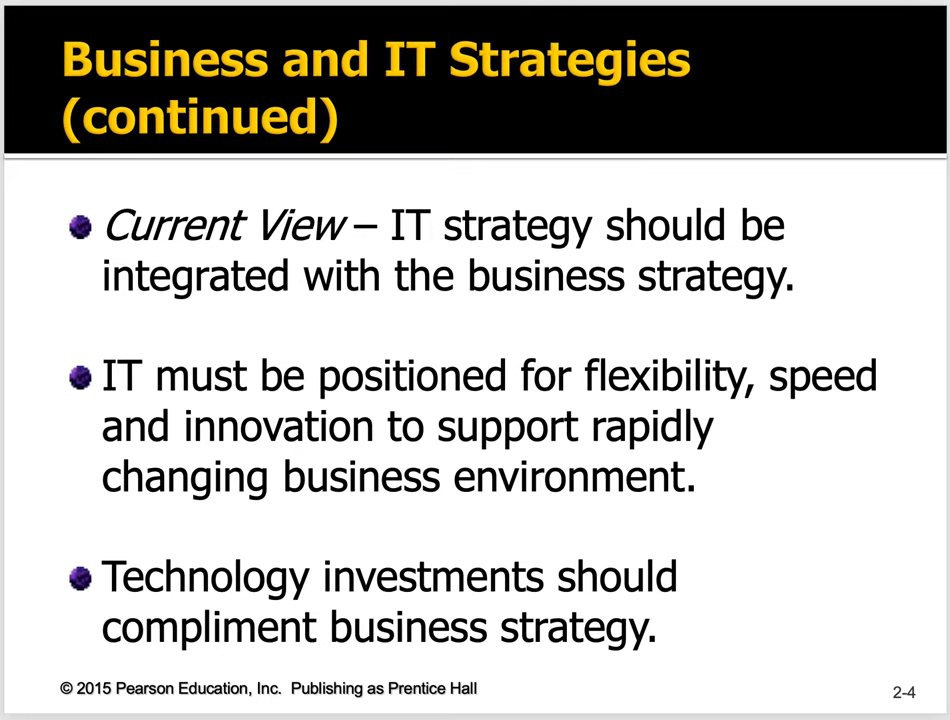 Business and IT Strategies
(continued)
Current View – IT strategy should be
integrated with the business strategy.
IT must be positioned for flexibility, speed
and innovation to support rapidly
changing business environment.
Technology investments should
compliment business strategy.
© 2015 Pearson Education, Inc.  Publishing as Prentice Hall
2-4